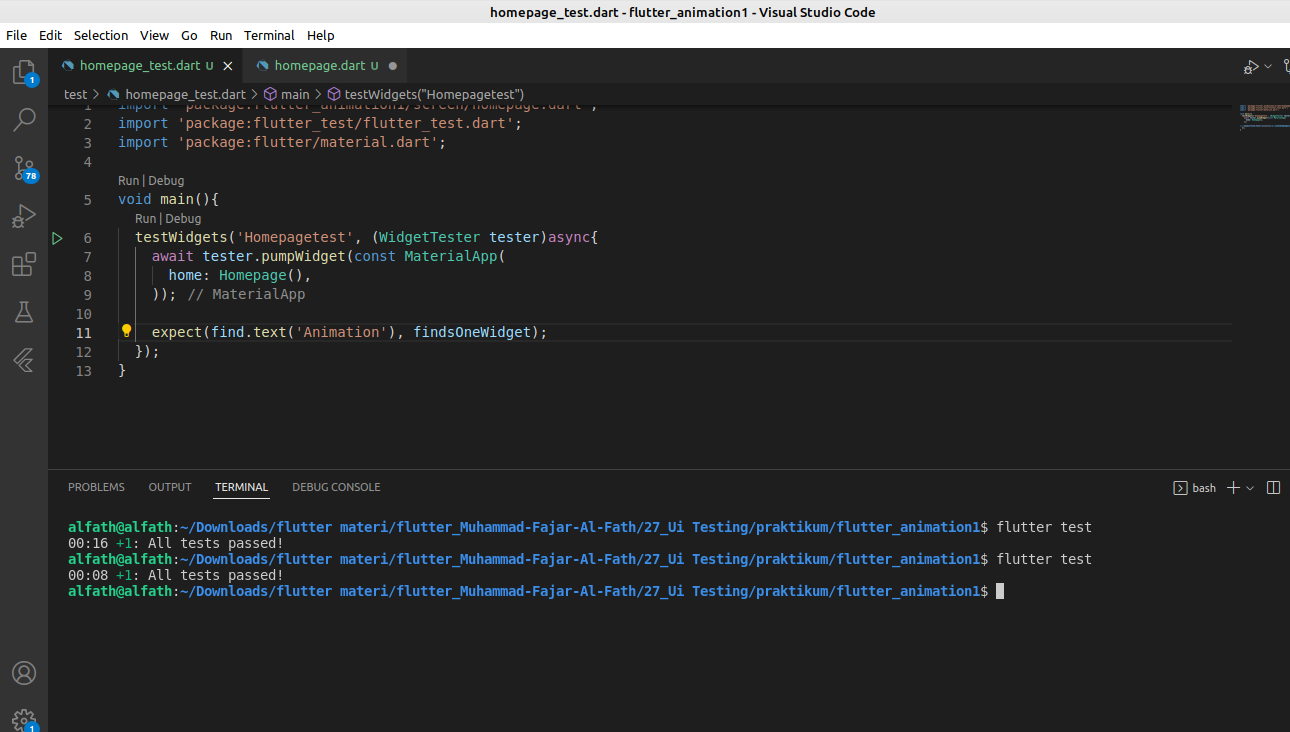 homepage_test.dart - flutter_animation1 - Visual Studio Code
File Edit Selection View Go Run Terminal Help
homepage_test.dart U homepage.dart U
test > homepage_test.dart > main > testWidgets("Homepagetest")
1 import 'package:flutter_animation1/screen/homepage.dart';
2 import 'package:flutter_test/flutter_test.dart';
3 import 'package:flutter/material.dart';
4
Run | Debug
5 void main(){
Run | Debug
6 testWidgets('Homepagetest', (WidgetTester tester)async{
7 await tester.pumpWidget(const MaterialApp(
8 home: Homepage(),
9 )); // MaterialApp
10
11 expect(find.text('Animation'), findsOneWidget);
12 });
13 }
1
78
1
PROBLEMS OUTPUT TERMINAL DEBUG CONSOLE
bash
alfath@alfath:~/Downloads/flutter materi/flutter_Muhammad-Fajar-Al-Fath/27_Ui Testing/praktikum/flutter_animation1$ flutter test
00:16 +1: All tests passed!
alfath@alfath:~/Downloads/flutter materi/flutter_Muhammad-Fajar-Al-Fath/27_Ui Testing/praktikum/flutter_animation1$ flutter test
00:08 +1: All tests passed!
alfath@alfath:~/Downloads/flutter materi/flutter_Muhammad-Fajar-Al-Fath/27_Ui Testing/praktikum/flutter_animation1$